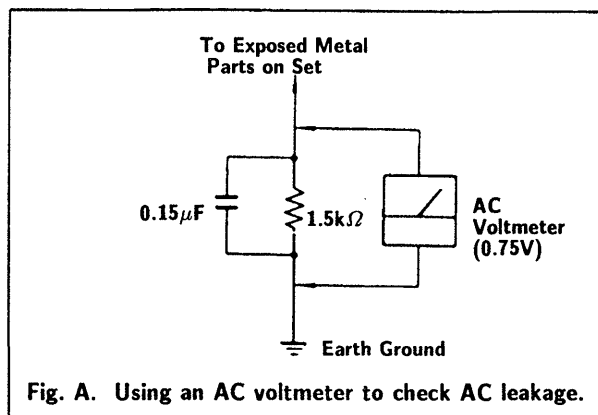 To Exposed Metal
Parts on Set
0.15μF
1.5kΩ
AC
Voltmeter
(0.75V)
Earth Ground
Fig. A. Using an AC voltmeter to check AC leakage.